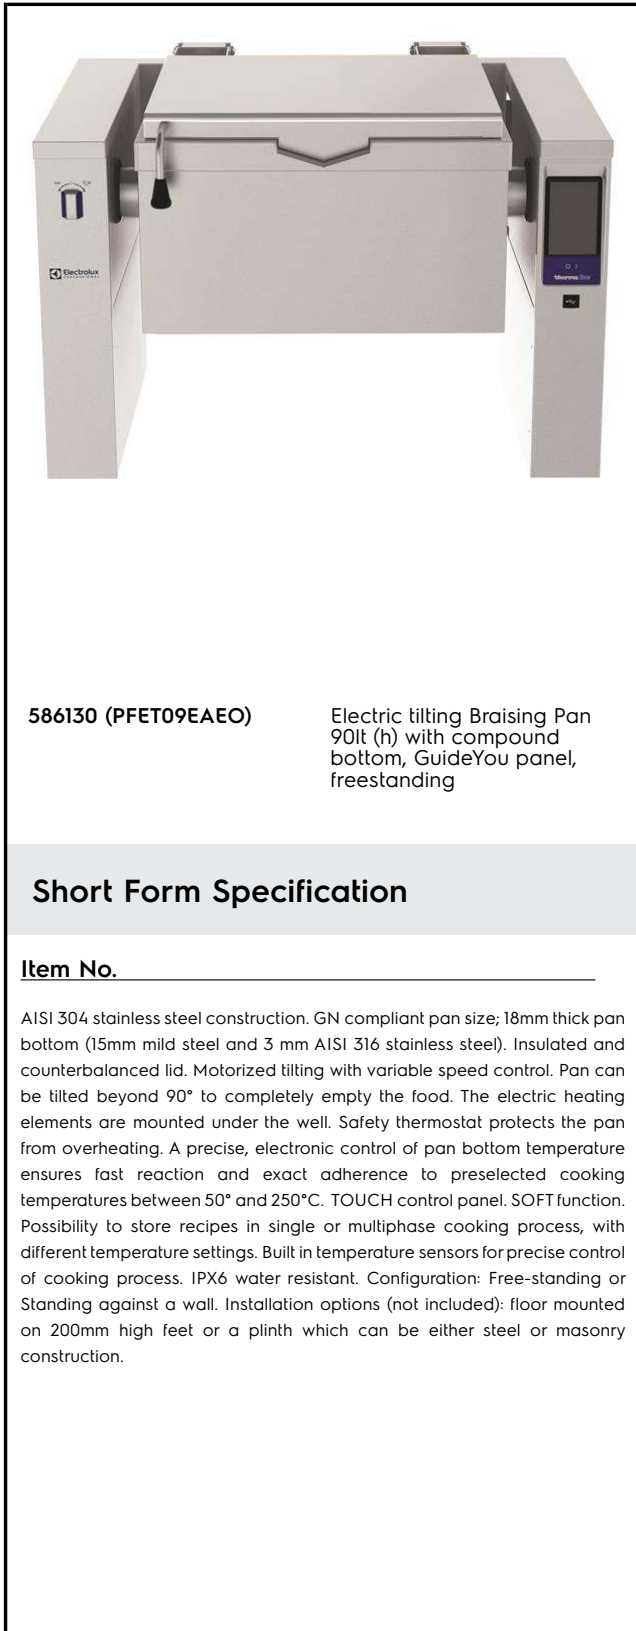 Electrolux
PROFESSIONAL
thermaline
586130 (PFET09EAEO)
Electric tilting Braising Pan
90lt (h) with compound
bottom, GuideYou panel,
freestanding
Short Form Specification
Item No.
AISI 304 stainless steel construction. GN compliant pan size; 18mm thick pan
bottom (15mm mild steel and 3 mm AISI 316 stainless steel). Insulated and
counterbalanced lid. Motorized tilting with variable speed control. Pan can
be tilted beyond 90° to completely empty the food. The electric heating
elements are mounted under the well. Safety thermostat protects the pan
from overheating. A precise, electronic control of pan bottom temperature
ensures fast reaction and exact adherence to preselected cooking
temperatures between 50° and 250°C. TOUCH control panel. SOFT function.
Possibility to store recipes in single or multiphase cooking process, with
different temperature settings. Built in temperature sensors for precise control
of cooking process. IPX6 water resistant. Configuration: Free-standing or
Standing against a wall. Installation options (not included): floor mounted
on 200mm high feet or a plinth which can be either steel or masonry
construction.